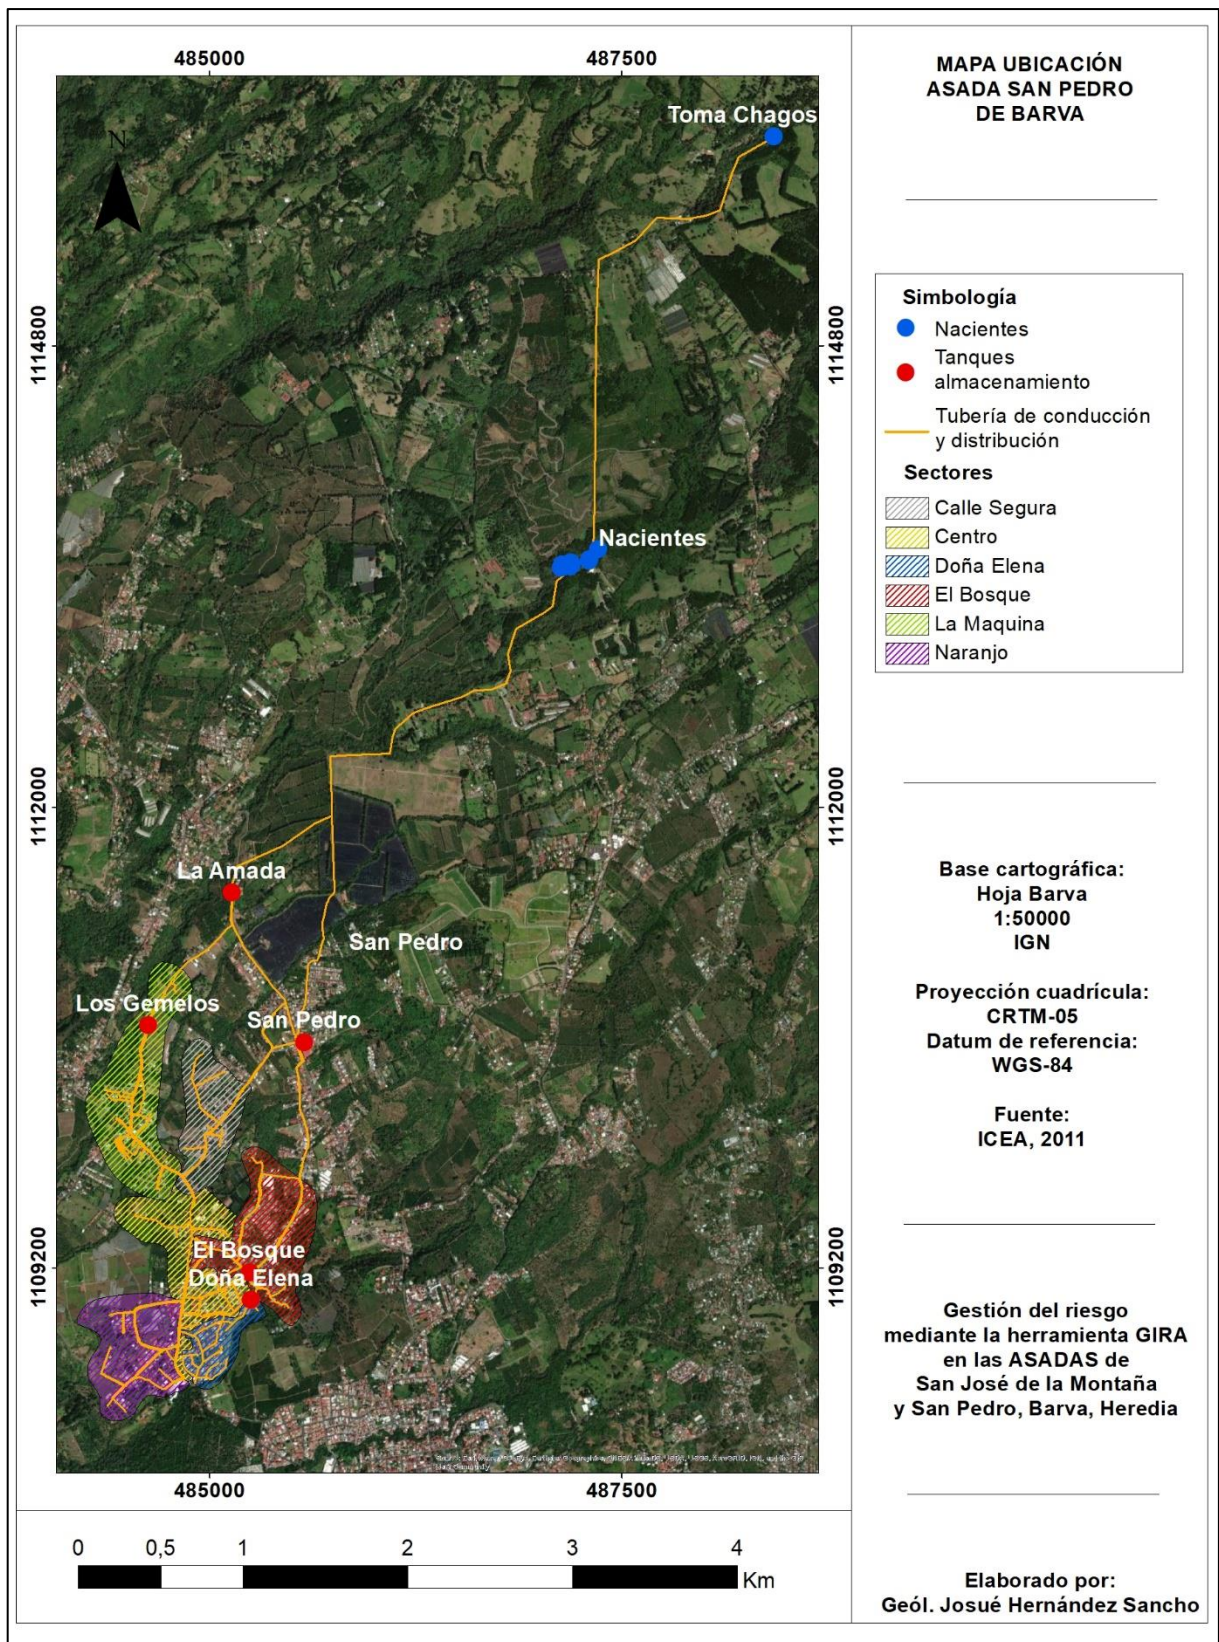 MAPA UBICACIÓN
ASADA SAN PEDRO
DE BARVA
485000
487500
Toma Chagos
N
1114800
1114800
Nacientes
1112000
1112000
La Amada
San Pedro
Los Gemelos
San Pedro
1109200
1109200
El Bosque
Doña Elena
485000
487500
0
0,5
1
2
3
4
Km
Simbología
Nacientes
Tanques
almacenamiento
Tubería de conducción
y distribución
Sectores
Calle Segura
Centro
Doña Elena
El Bosque
La Maquina
Naranjo
Base cartográfica:
Hoja Barva
1:50000
IGN
Proyección cuadrícula:
CRTM-05
Datum de referencia:
WGS-84
Fuente:
ICEA, 2011
Gestión del riesgo
mediante la herramienta GIRA
en las ASADAS de
San José de la Montaña
y San Pedro, Barva, Heredia
Elaborado por:
Geól. Josué Hernández Sancho